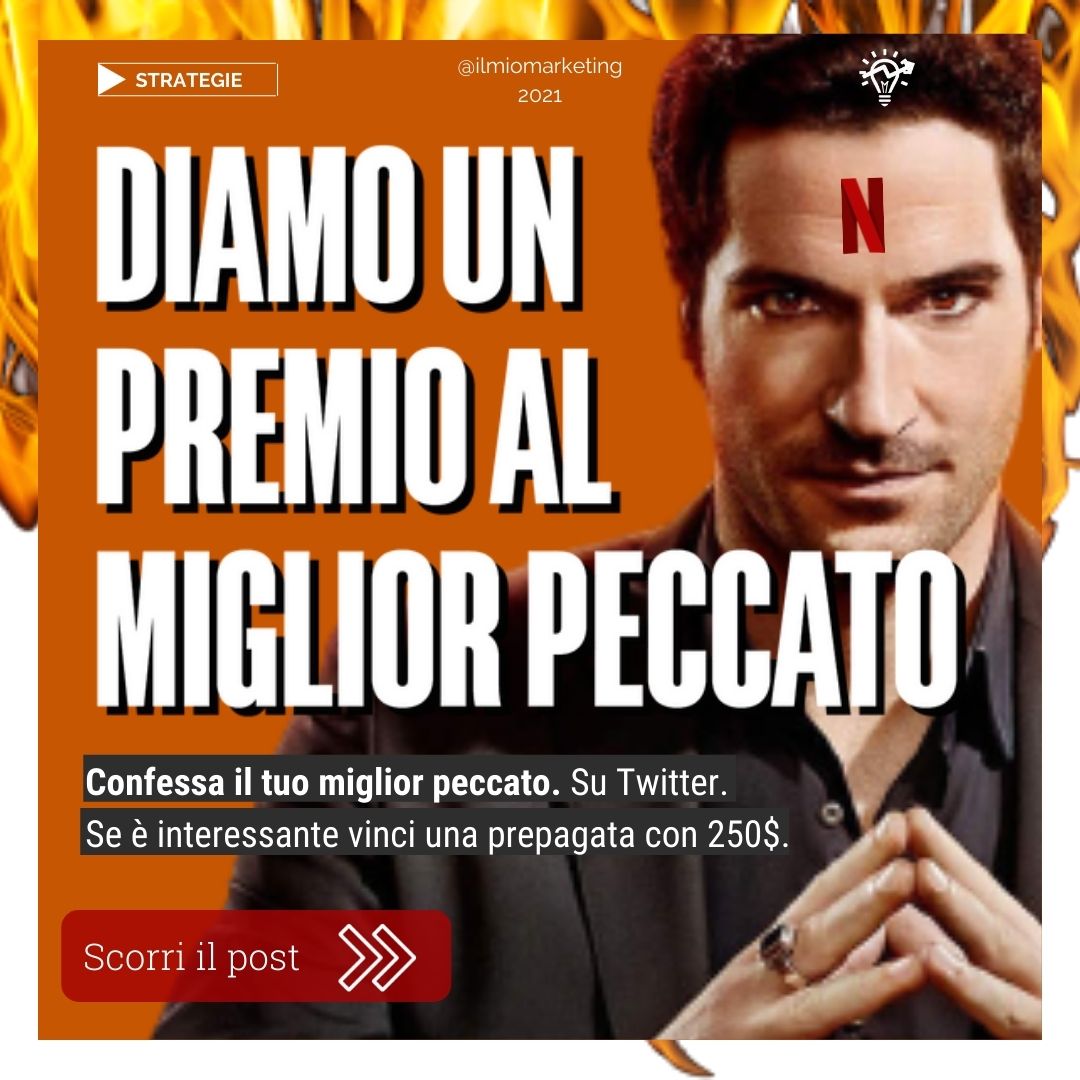 STRATEGIE
@ilmiomarketing
2021
N
DIAMO UN
PREMIO AL
MIGLIOR PECCATO
Confessa il tuo miglior peccato. Su Twitter.
Se è interessante vinci una prepagata con 250$.
Scorri il post